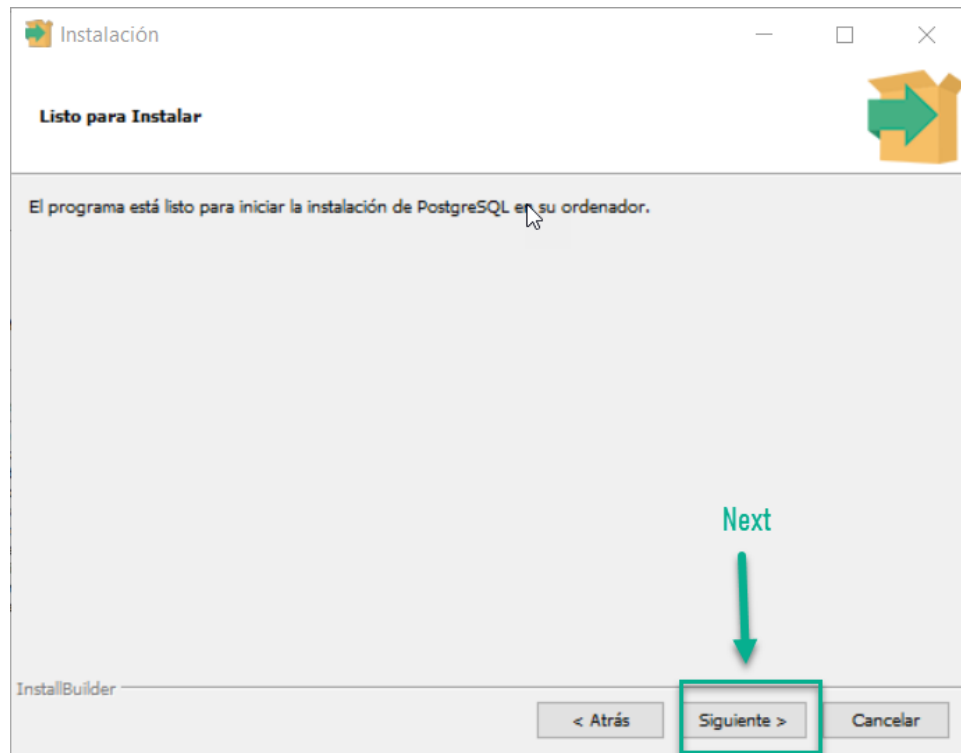 Instalación
Listo para Instalar
El programa está listo para iniciar la instalación de PostgreSQL en su ordenador.
Next
InstallBuilder
< Atrás
Siguiente >
Cancelar